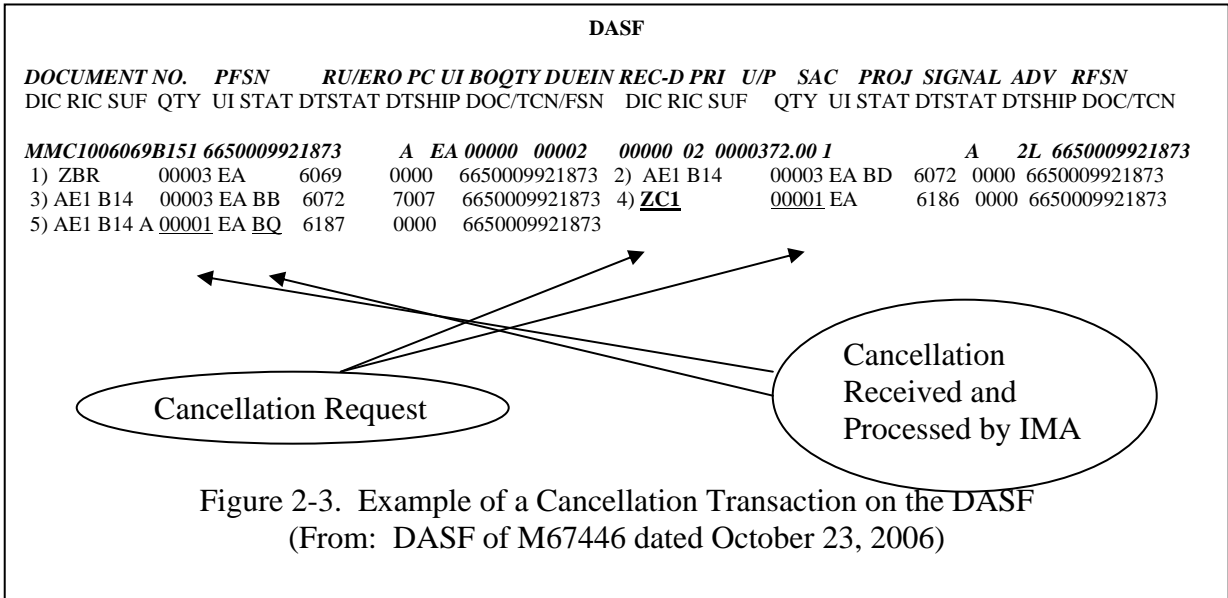 DASF
DOCUMENT NO. PFSN RU/ERO PC UI BOQTY DUEIN REC-D PRI U/P SAC PROJ SIGNAL ADV RFSN
DIC RIC SUF QTY UI STAT DTSTAT DTSHIP DOC/TCN/FSN DIC RIC SUF QTY UI STAT DTSTAT DTSHIP DOC/TCN
MMC1006069B151 6650009921873 A EA 00000 00002 00000 02 0000372.00 1 A 2L 6650009921873
1) ZBR 00003 EA 6069 0000 6650009921873 2) AE1 B14 00003 EA BD 6072 0000 6650009921873
3) AE1 B14 00003 EA BB 6072 7007 6650009921873 4) ZC1 00001 EA 6186 0000 6650009921873
5) AE1 B14 A 00001 EA BQ 6187 0000 6650009921873
Cancellation Request
Cancellation
Received and
Processed by IMA
Figure 2-3. Example of a Cancellation Transaction on the DASF
(From: DASF of M67446 dated October 23, 2006)